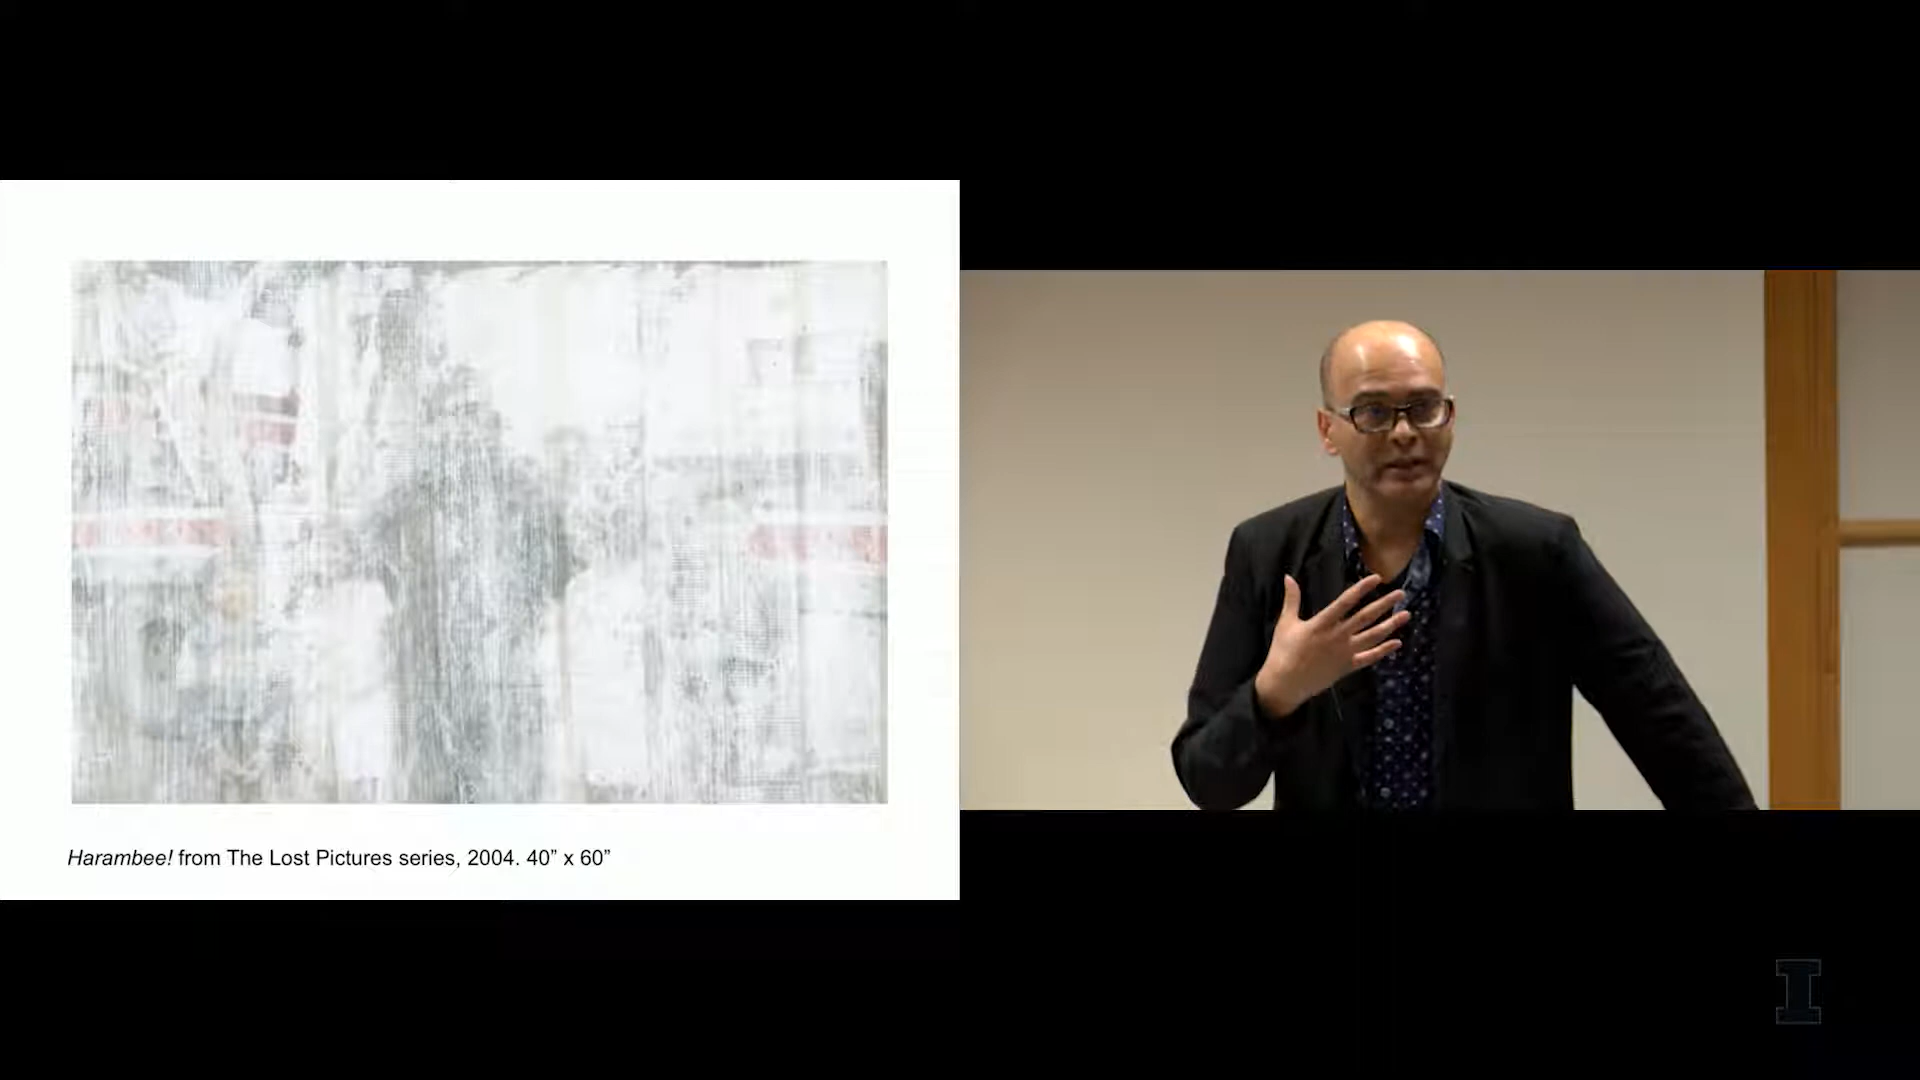 Harambee! from The Lost Pictures series, 2004. 40” x 60”
I